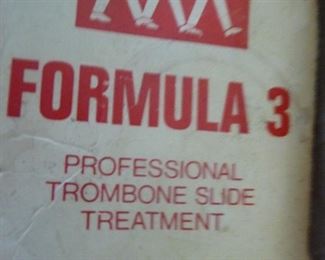 FORMULA 3
PROFESSIONAL
TROMBONE SLIDE
TREATMENT